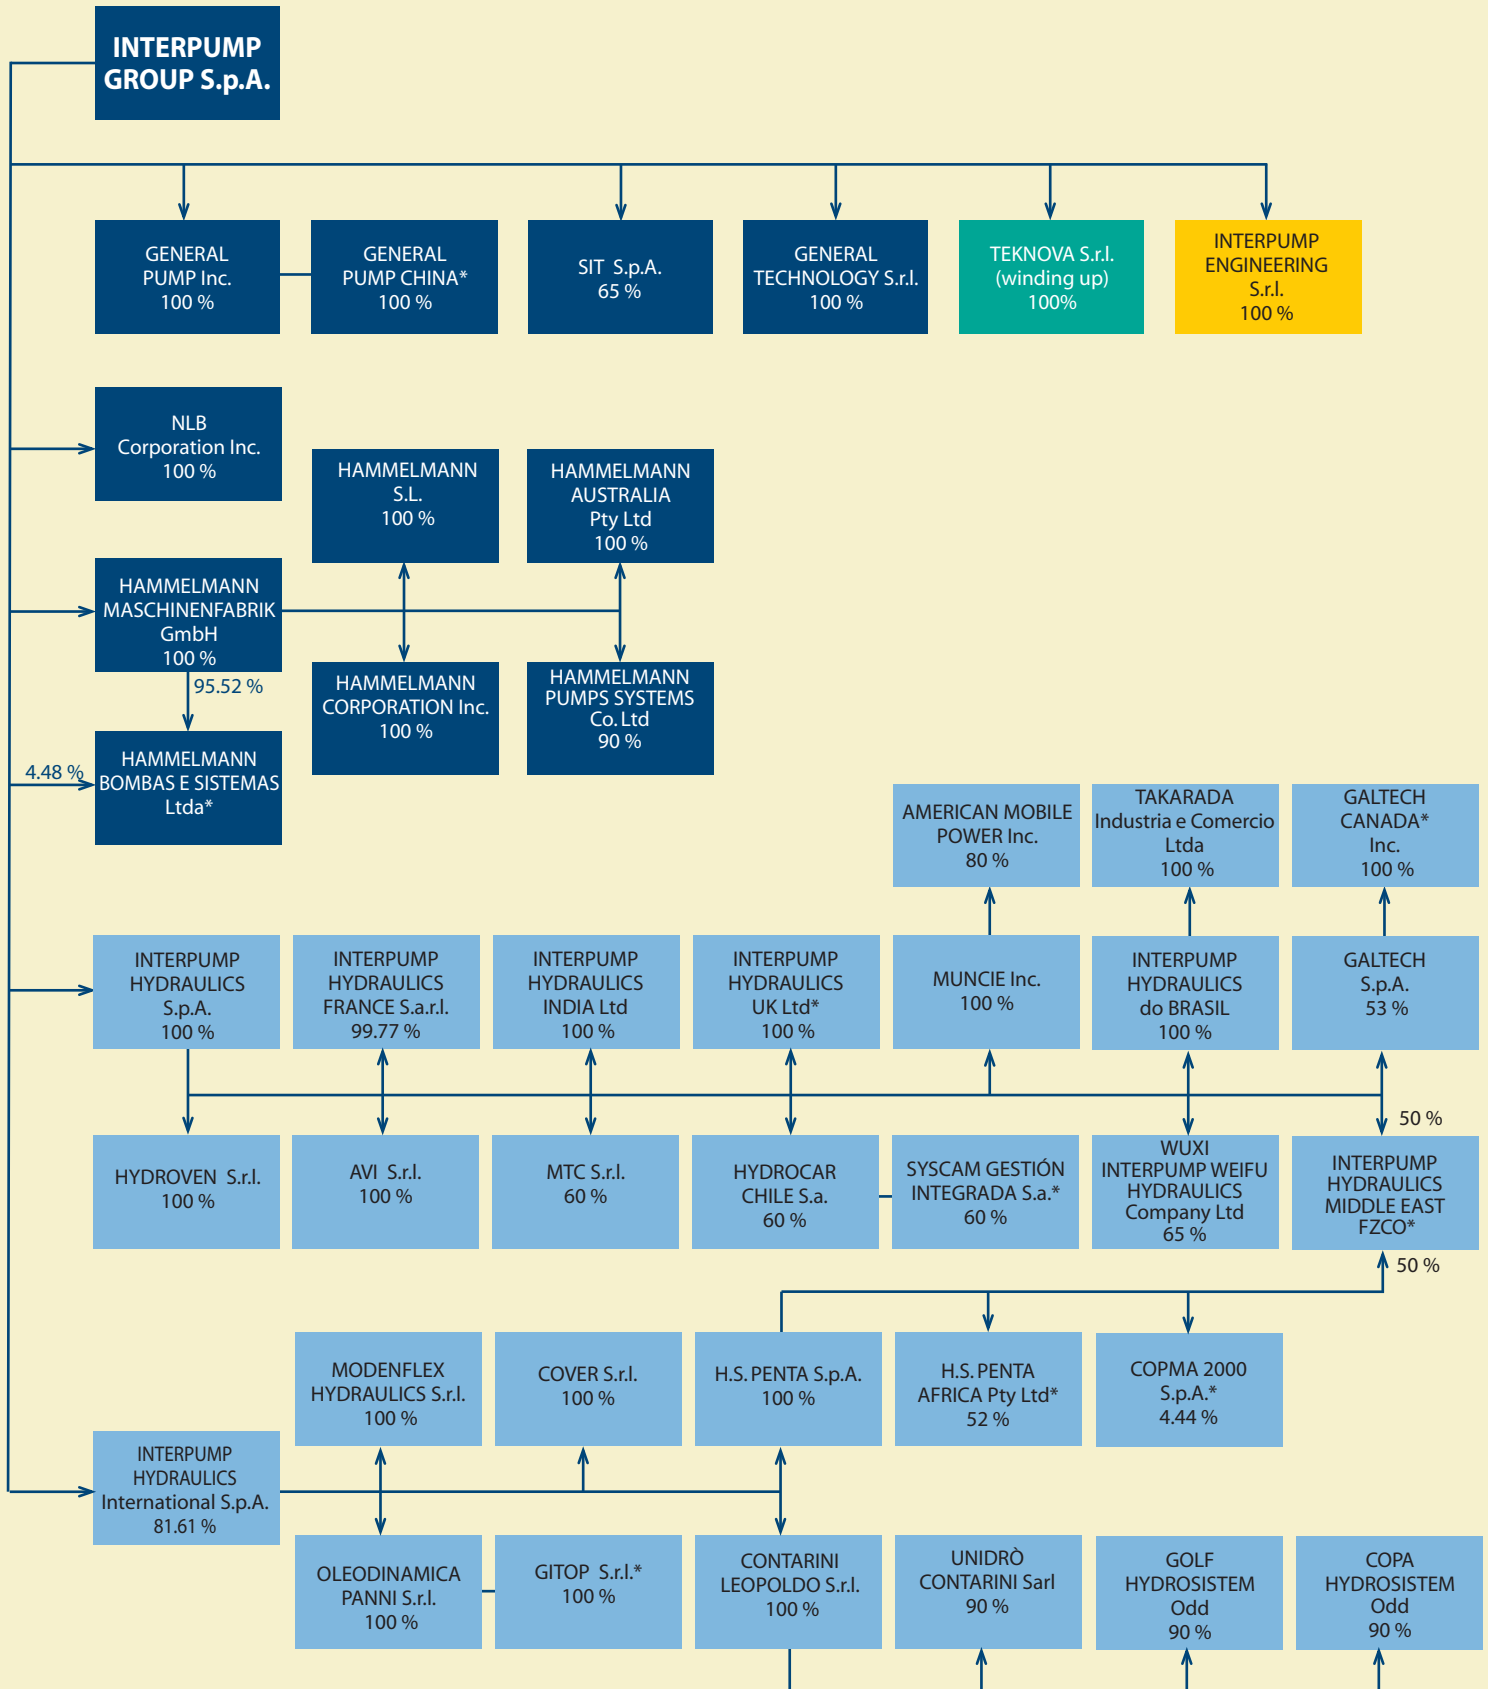 INTERPUMP
GROUP S.p.A.
GENERAL
PUMP Inc.
100 %
GENERAL
PUMP CHINA*
100 %
SIT S.p.A.
65 %
GENERAL
TECHNOLOGY S.r.l.
100 %
TEKNOVA S.r.l.
(winding up)
100%
INTERPUMP
ENGINEERING
S.r.l.
100 %
NLB
Corporation Inc.
100 %
HAMMELMANN
S.L.
100 %
HAMMELMANN
AUSTRALIA
Pty Ltd
100 %
HAMMELMANN
MASCHINENFABRIK
GmbH
100 %
95.52 %
HAMMELMANN
CORPORATION Inc.
100 %
HAMMELMANN
PUMPS SYSTEMS
Co. Ltd
90 %
4.48 %
HAMMELMANN
BOMBAS E SISTEMAS
Ltda*
AMERICAN MOBILE
POWER Inc.
80 %
TAKARADA
Industria e Comercio
Ltda
100 %
GALTECH
CANADA*
Inc.
100 %
INTERPUMP
HYDRAULICS
S.p.A.
100 %
INTERPUMP
HYDRAULICS
FRANCE S.a.r.l.
99.77 %
INTERPUMP
HYDRAULICS
INDIA Ltd
100 %
INTERPUMP
HYDRAULICS
UK Ltd*
100 %
MUNCIE Inc.
100 %
INTERPUMP
HYDRAULICS
do BRASIL
100 %
GALTECH
S.p.A.
53 %
50 %
HYDROVEN S.r.l.
100 %
AVI S.r.l.
100 %
MTC S.r.l.
60 %
HYDROCAR
CHILE S.a.
60 %
SYSCAM GESTIÓN
INTEGRADA S.a.*
60 %
WUXI
INTERPUMP WEIFU
HYDRAULICS
Company Ltd
65 %
INTERPUMP
HYDRAULICS
MIDDLE EAST
FZCO*
50 %
MODENFLEX
HYDRAULICS S.r.l.
100 %
COVER S.r.l.
100 %
H.S. PENTA S.p.A.
100 %
H.S. PENTA
AFRICA Pty Ltd*
52 %
COPMA 2000
S.p.A.*
4.44 %
INTERPUMP
HYDRAULICS
International S.p.A.
81.61 %
OLEODINAMICA
PANNI S.r.l.
100 %
GITOP S.r.l.*
100 %
CONTARINI
LEOPOLDO S.r.l.
100 %
UNIDRÒ
CONTARINI Sarl
90 %
GOLF
HYDROSISTEM
Odd
90 %
COPA
HYDROSISTEM
Odd
90 %